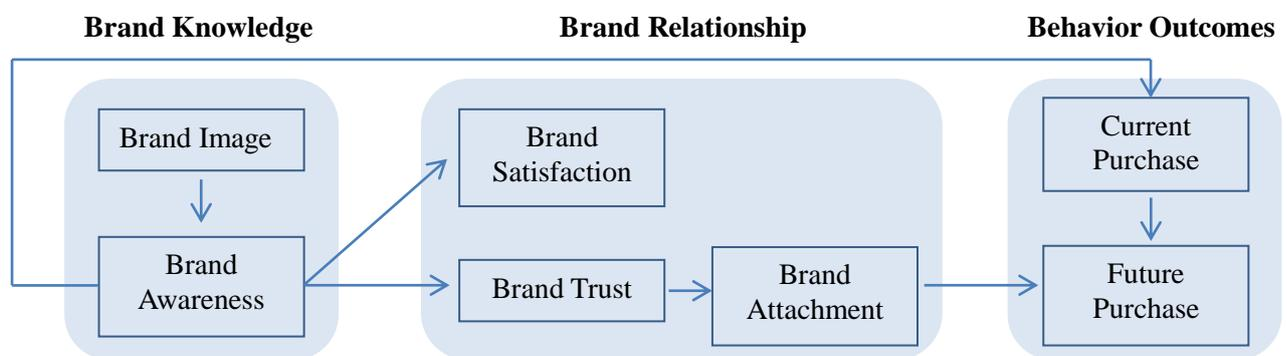 Brand Knowledge
Brand Relationship
Behavior Outcomes
Brand Image
Brand
Awareness
Brand
Satisfaction
Brand Trust
Brand
Attachment
Current
Purchase
Future
Purchase